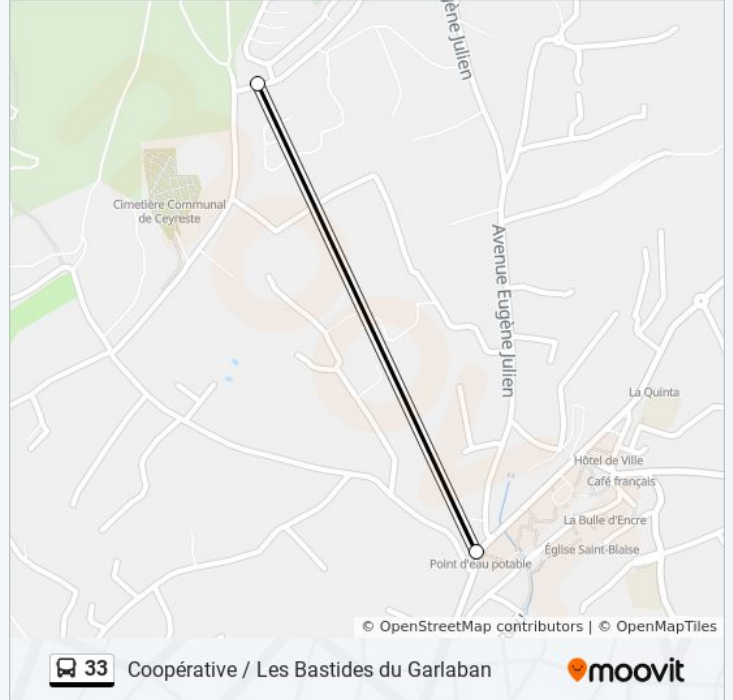 ène Julien
Cimetière Communal
de Ceyreste
Avenue Eugène Julien
La Quinta
Hôtel de Ville
Café français
La Bulle d'Encre
Église Saint-Blaise
Point d'eau potable
© OpenStreetMap contributors | © OpenMapTiles
33 Coopérative / Les Bastides du Garlaban
moovit